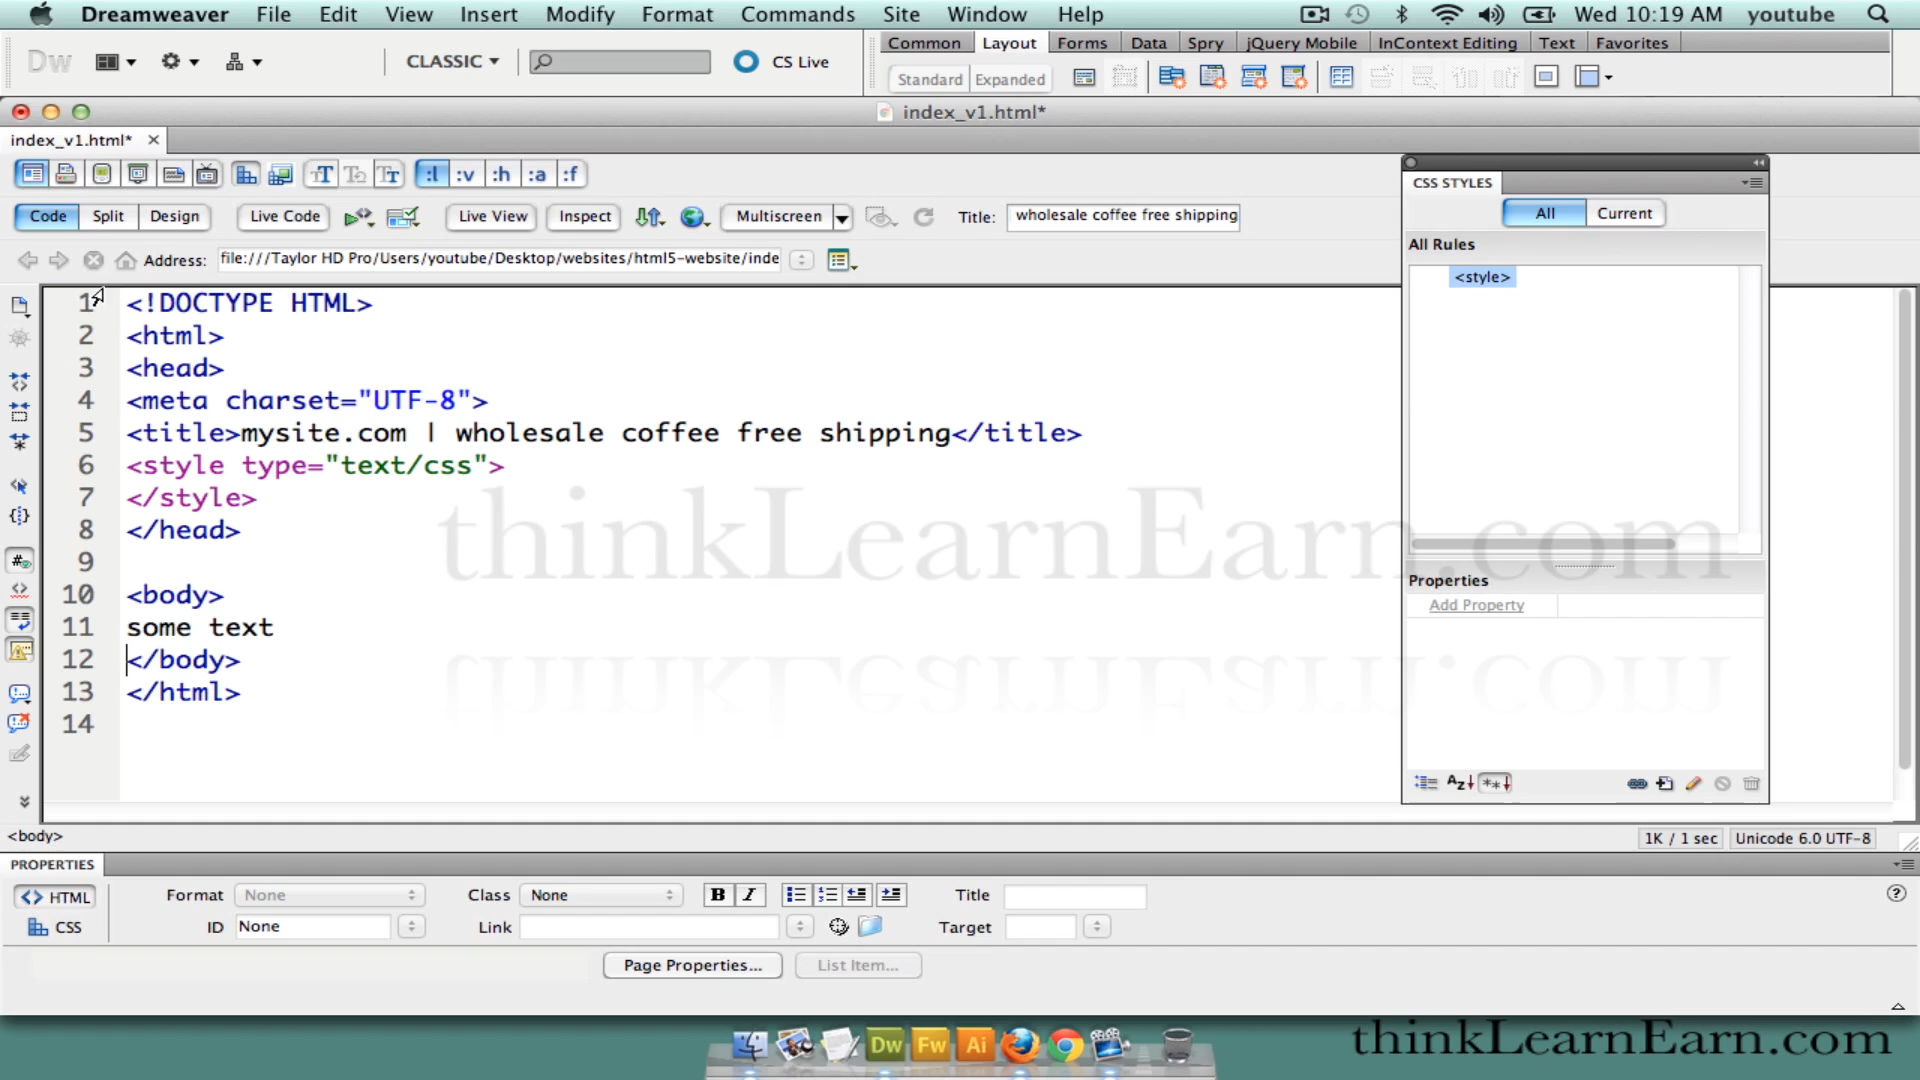 Dreamweaver File Edit View Insert Modify Format Commands Site Window Help Wed 10:19 AM youtube
Dw CLASSIC CS Live
Common Layout Forms Data Spry jQuery Mobile InContext Editing Text Favorites
Standard Expanded
index_v1.html*
index_v1.html*
:l :v :h :a :f
Code Split Design Live Code Live View Inspect Multiscreen Title: wholesale coffee free shipping
Address: file:///Taylor HD Pro/Users/youtube/Desktop/websites/html5-website/inde
1 <!DOCTYPE HTML>
2 <html>
3 <head>
4 <meta charset="UTF-8">
5 <title>mysite.com | wholesale coffee free shipping</title>
6 <style type="text/css">
7 </style>
8 </head>
9
10 <body>
11 some text
12 </body>
13 </html>
14
thinkLearnEarn.com
CSS STYLES
All Current
All Rules
<style>
Properties
Add Property
<body> 1K / 1 sec Unicode 6.0 UTF-8
PROPERTIES
HTML Format None Class None B I Title
CSS ID None Link Target
Page Properties... List Item...
Dw Fw Ai
thinkLearnEarn.com